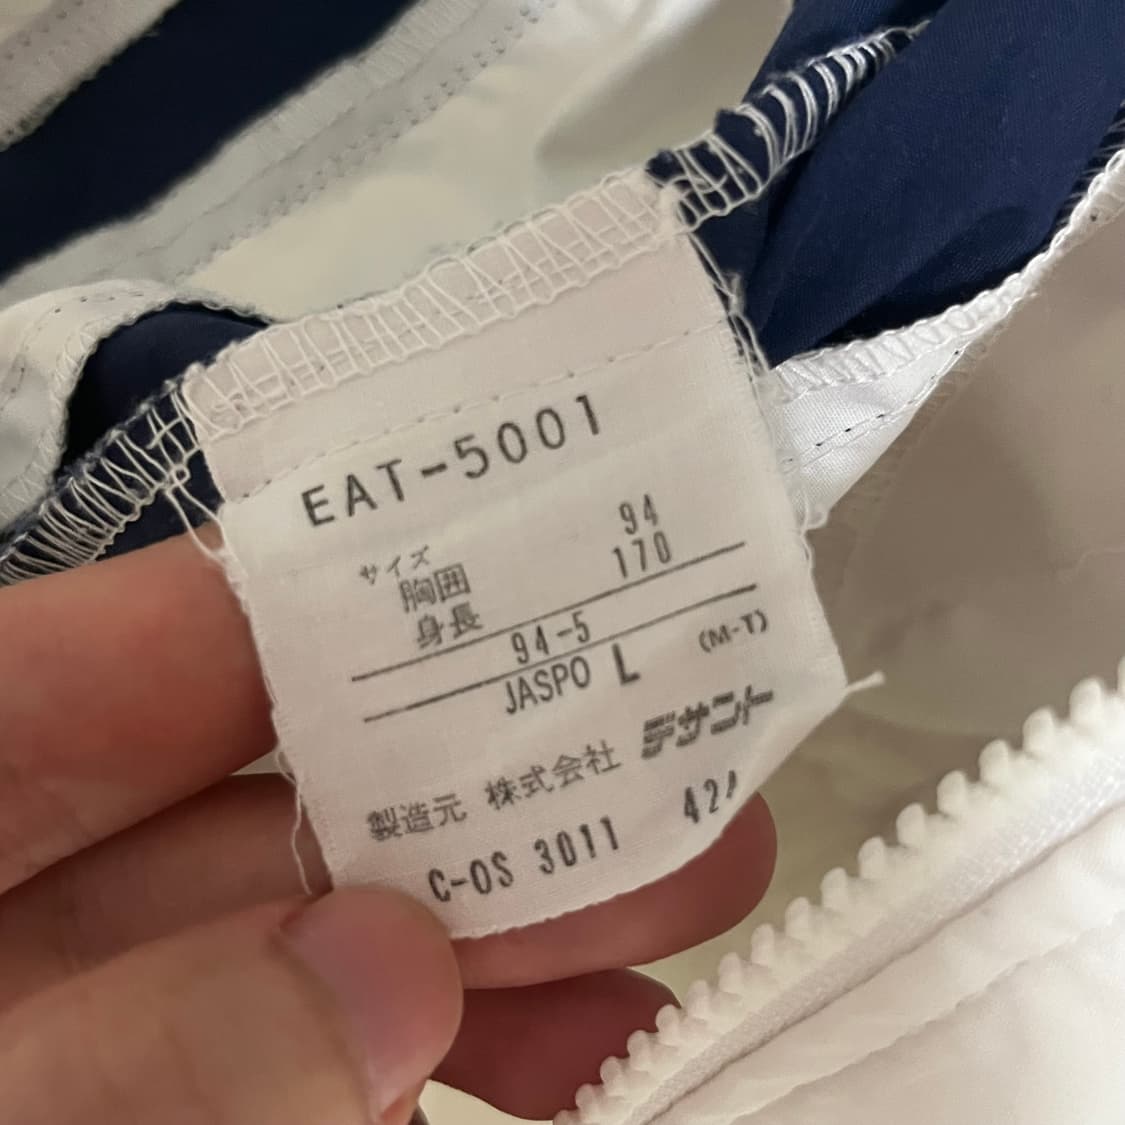 EAT-5001
サイズ
胸囲 94
身長 170
94-5
JASPO L (M-T)
製造元 株式会社 デサント
C-OS 3011